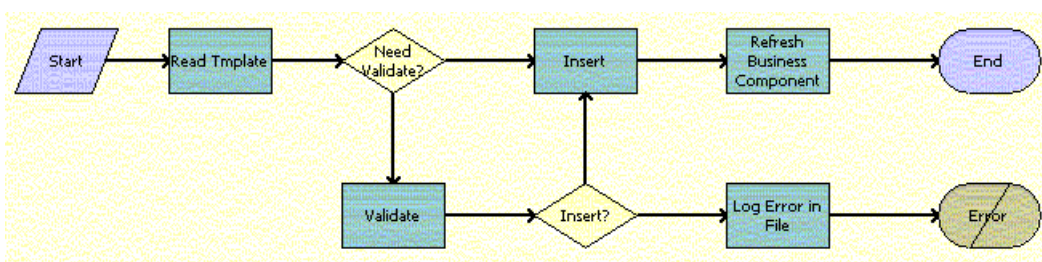 Start
Read Tmplate
Need
Validate?
Insert
Refresh
Business
Component
End
Validate
Insert?
Log Error in
File
Error